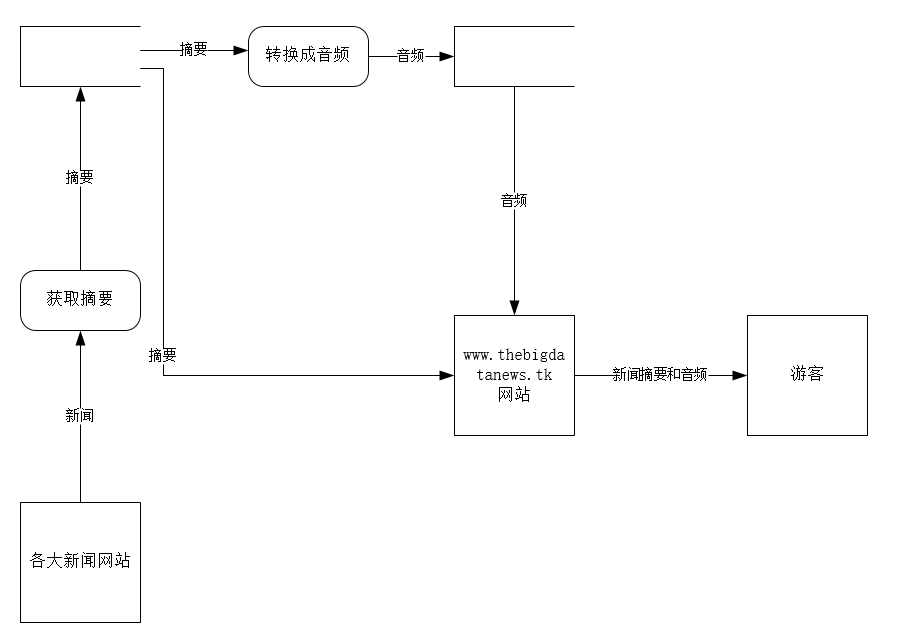 摘要
转换成音频
音频
摘要
音频
获取摘要
摘要
www.thebigda
tanews.tk
网站
新闻摘要和音频
游客
新闻
各大新闻网站